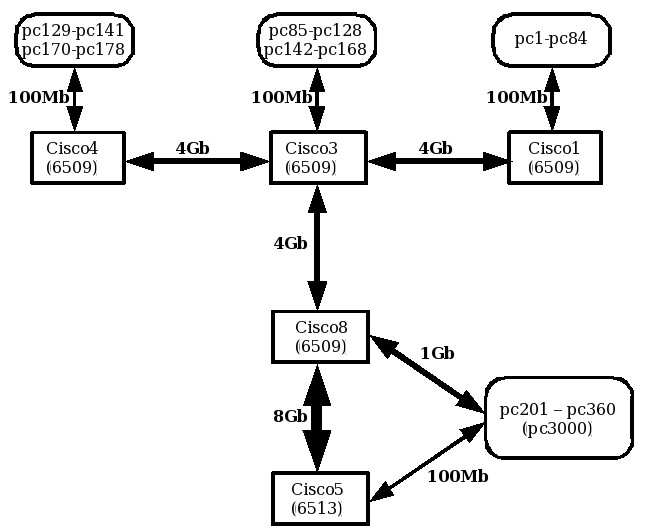 pc129-pc141
pc170-pc178
pc85-pc128
pc142-pc168
pc1-pc84
100Mb
100Mb
100Mb
Cisco4
(6509)
4Gb
Cisco3
(6509)
4Gb
Cisco1
(6509)
4Gb
Cisco8
(6509)
1Gb
8Gb
pc201 – pc360
(pc3000)
100Mb
Cisco5
(6513)